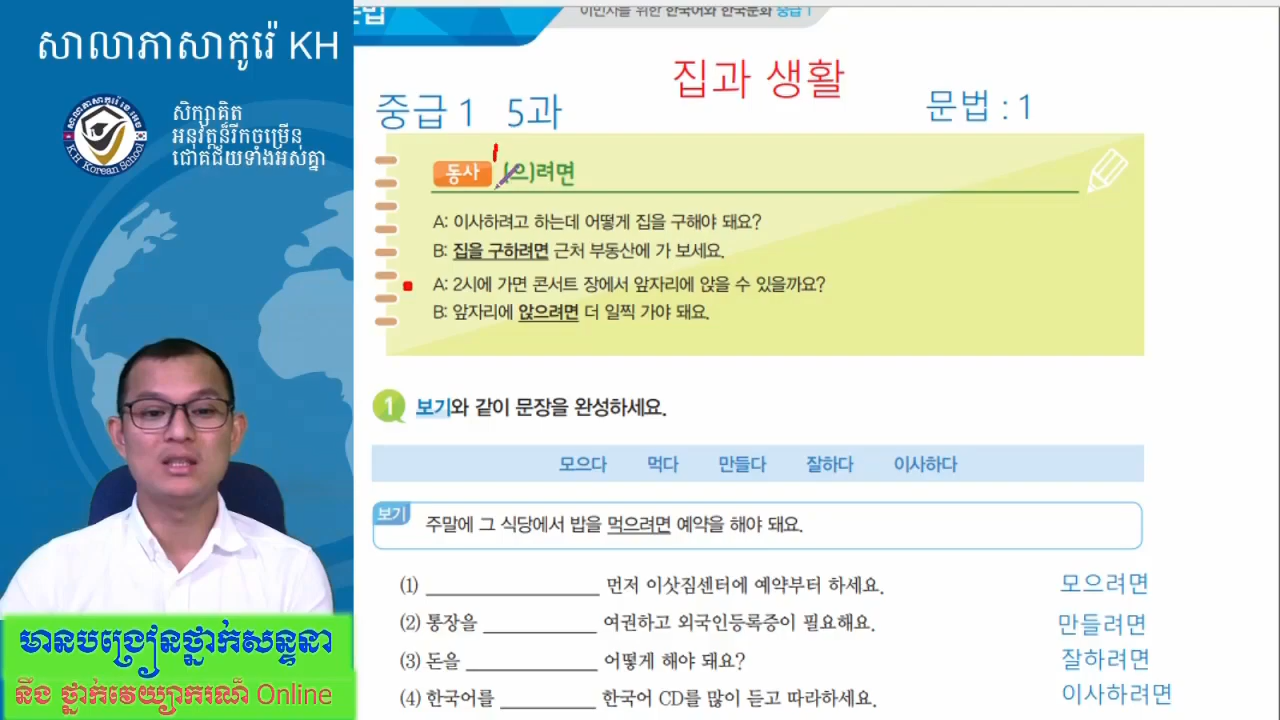 សាលាភាសាកូរ៉េ KH
សិក្សាគិត
អនុវត្តន៍រីកចម្រើន
ជោគជ័យទាំងអស់គ្នា
សាលាភាសាកូរ៉េ ខេអេច
K.H Korean School
មានបង្រៀនថ្នាក់សន្ទនា
និង ថ្នាក់វេយ្យាករណ៍ Online
문법
이민자를 위한 한국어와 한국문화 중급 1
집과 생활
중급 1 5과
문법 : 1
동사 (으)려면
A: 이사하려고 하는데 어떻게 집을 구해야 돼요?
B: 집을 구하려면 근처 부동산에 가 보세요.
A: 2시에 가면 콘서트 장에서 앞자리에 앉을 수 있을까요?
B: 앞자리에 앉으려면 더 일찍 가야 돼요.
1 보기와 같이 문장을 완성하세요.
모으다 먹다 만들다 잘하다 이사하다
보기 주말에 그 식당에서 밥을 먹으려면 예약을 해야 돼요.
(1) ________________ 먼저 이삿짐센터에 예약부터 하세요. 모으려면
(2) 통장을 ___________ 여권하고 외국인등록증이 필요해요. 만들려면
(3) 돈을 _____________ 어떻게 해야 돼요? 잘하려면
(4) 한국어를 _________ 한국어 CD를 많이 듣고 따라하세요. 이사하려면